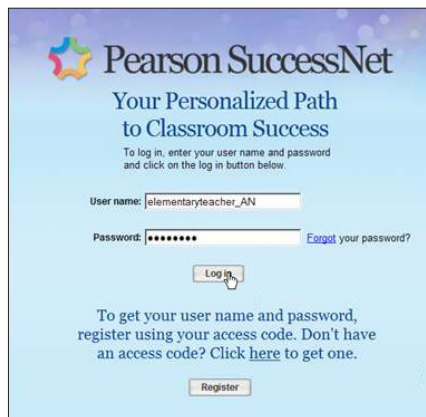 Pearson SuccessNet
Your Personalized Path
to Classroom Success
To log in, enter your user name and password
and click on the log in button below.
User name: elementaryteacher_AN
Password: ●●●●●●●● Forgot your password?
Log in
To get your user name and password,
register using your access code. Don't have
an access code? Click here to get one.
Register